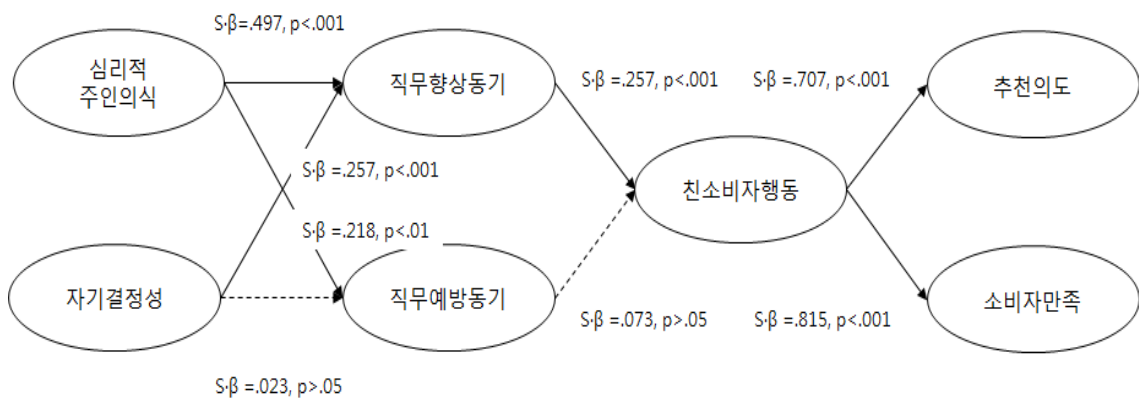 S·β=.497, p<.001
심리적
주인의식
직무향상동기
S·β =.257, p<.001
S·β =.707, p<.001
추천의도
S·β =.257, p<.001
친소비자행동
S·β =.218, p<.01
자기결정성
직무예방동기
소비자만족
S·β =.073, p>.05
S·β =.815, p<.001
S·β =.023, p>.05